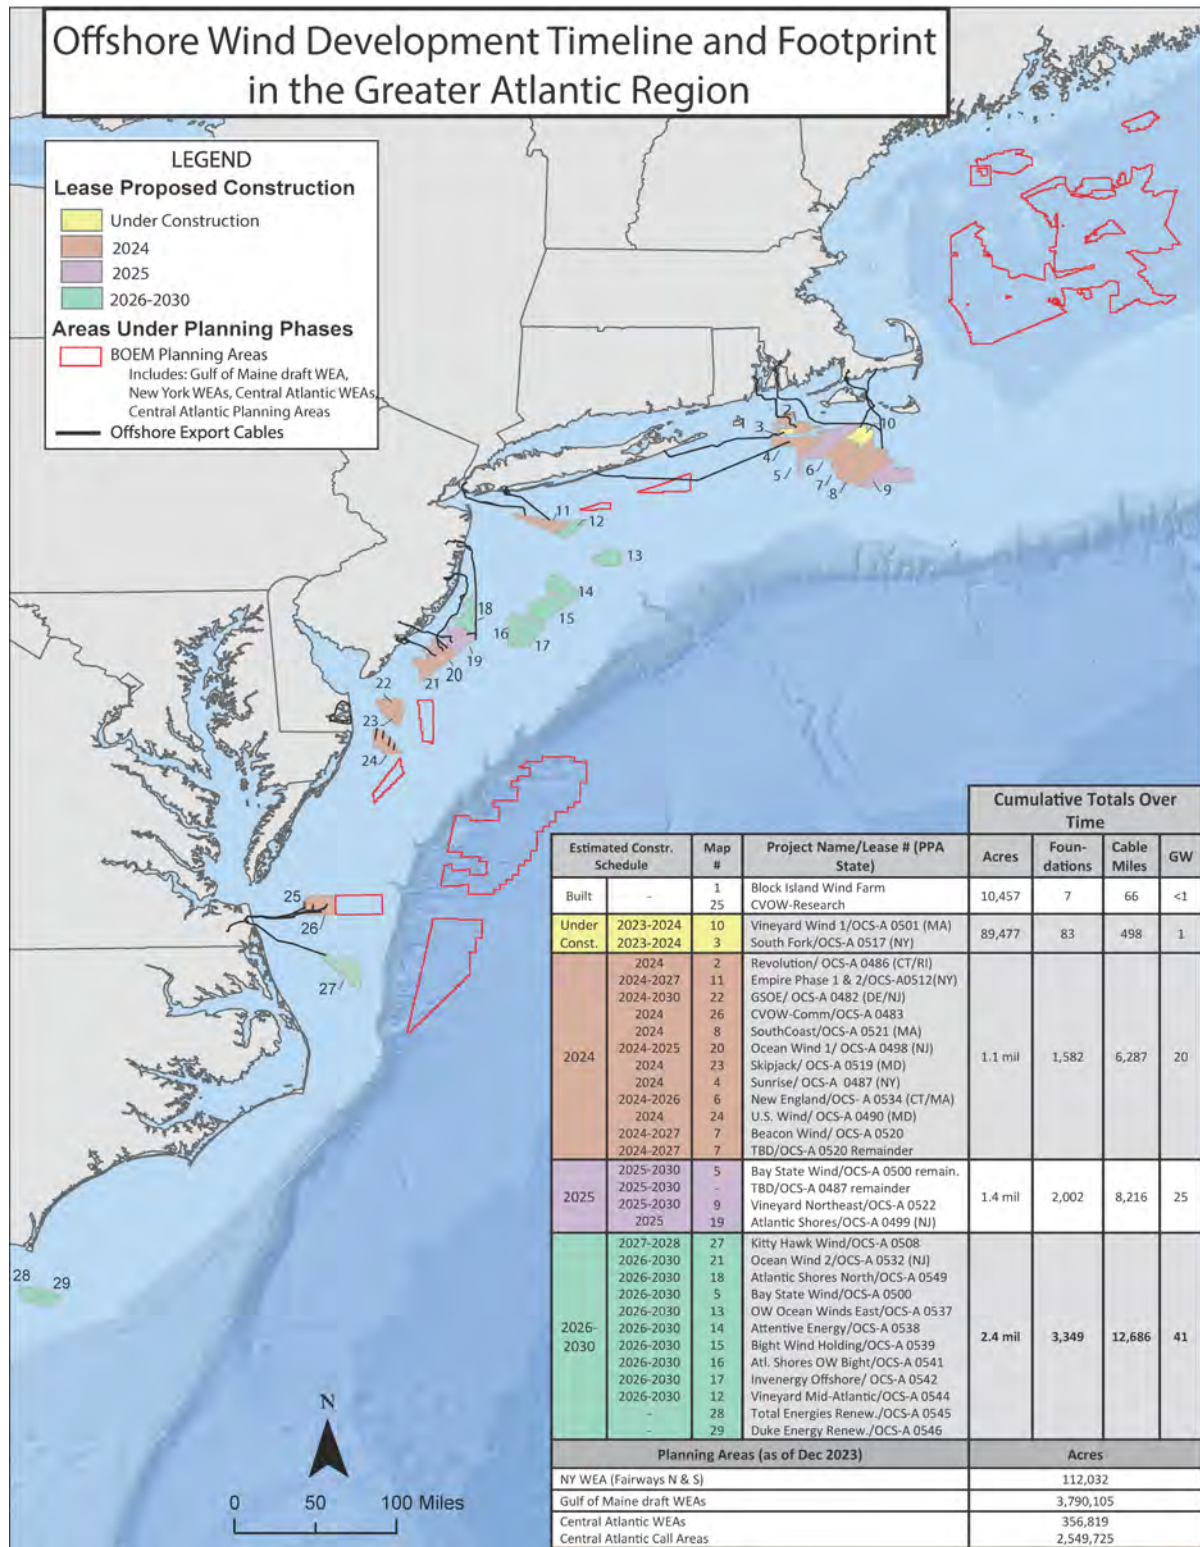 Offshore Wind Development Timeline and Footprint
in the Greater Atlantic Region
LEGEND
Lease Proposed Construction
Under Construction
2024
2025
2026-2030
Areas Under Planning Phases
BOEM Planning Areas
Includes: Gulf of Maine draft WEA,
New York WEAs, Central Atlantic WEAs,
Central Atlantic Planning Areas
Offshore Export Cables
1
2
3
10
4
5
6
7
8
9
11
12
13
14
15
16
17
18
19
20
21
22
23
24
25
26
27
28
29
N
0 50 100 Miles
Cumulative Totals Over Time
Estimated Constr. Schedule Map # Project Name/Lease # (PPA State) Acres Foun-dations Cable Miles GW
Built - 1 Block Island Wind Farm 10,457 7 66 <1
25 CVOW-Research
Under Const. 2023-2024 10 Vineyard Wind 1/OCS-A 0501 (MA) 89,477 83 498 1
2023-2024 3 South Fork/OCS-A 0517 (NY)
2024 2024 2 Revolution/ OCS-A 0486 (CT/RI) 1.1 mil 1,582 6,287 20
2024-2027 11 Empire Phase 1 & 2/OCS-A0512(NY)
2024-2030 22 GSOE/ OCS-A 0482 (DE/NJ)
2024 26 CVOW-Comm/OCS-A 0483
2024 8 SouthCoast/OCS-A 0521 (MA)
2024-2025 20 Ocean Wind 1/ OCS-A 0498 (NJ)
2024 23 Skipjack/ OCS-A 0519 (MD)
2024 4 Sunrise/ OCS-A 0487 (NY)
2024-2026 6 New England/OCS- A 0534 (CT/MA)
2024 24 U.S. Wind/ OCS-A 0490 (MD)
2024-2027 7 Beacon Wind/ OCS-A 0520
2024-2027 7 TBD/OCS-A 0520 Remainder
2025 2025-2030 5 Bay State Wind/OCS-A 0500 remain. 1.4 mil 2,002 8,216 25
2025-2030 - TBD/OCS-A 0487 remainder
2025-2030 9 Vineyard Northeast/OCS-A 0522
2025 19 Atlantic Shores/OCS-A 0499 (NJ)
2026-2030 2027-2028 27 Kitty Hawk Wind/OCS-A 0508 2.4 mil 3,349 12,686 41
2026-2030 21 Ocean Wind 2/OCS-A 0532 (NJ)
2026-2030 18 Atlantic Shores North/OCS-A 0549
2026-2030 5 Bay State Wind/OCS-A 0500
2026-2030 13 OW Ocean Winds East/OCS-A 0537
2026-2030 14 Attentive Energy/OCS-A 0538
2026-2030 15 Bight Wind Holding/OCS-A 0539
2026-2030 16 Atl. Shores OW Bight/OCS-A 0541
2026-2030 17 Invenergy Offshore/ OCS-A 0542
2026-2030 12 Vineyard Mid-Atlantic/OCS-A 0544
- 28 Total Energies Renew./OCS-A 0545
- 29 Duke Energy Renew./OCS-A 0546
Planning Areas (as of Dec 2023) Acres
NY WEA (Fairways N & S) 112,032
Gulf of Maine draft WEAs 3,790,105
Central Atlantic WEAs 356,819
Central Atlantic Call Areas 2,549,725